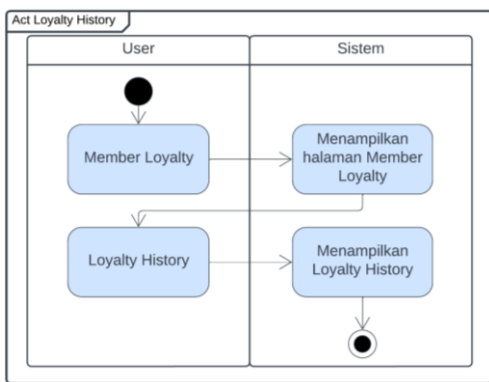 Act Loyalty History
User
Sistem
Member Loyalty
Menampilkan
halaman Member
Loyalty
Loyalty History
Menampilkan
Loyalty History